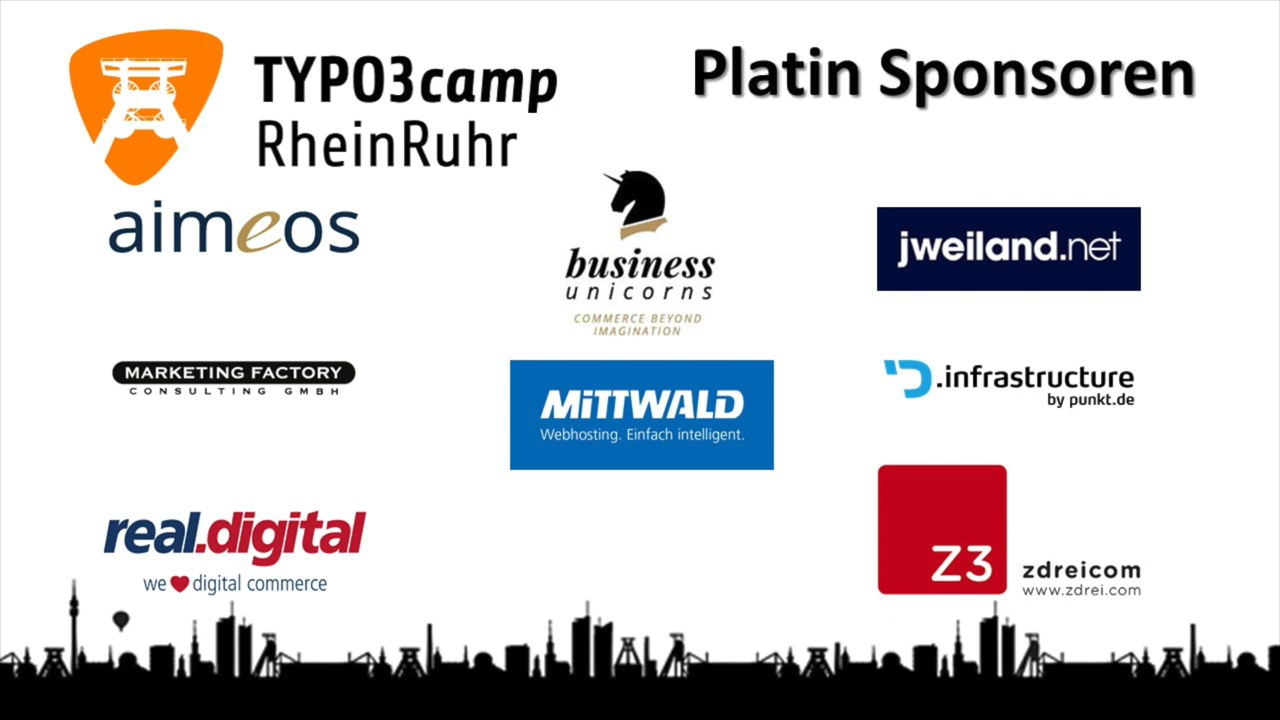 TYPO3camp
RheinRuhr
Platin Sponsoren
aimeos
business
unicorns
COMMERCE BEYOND
IMAGINATION
jweiland.net
MARKETING FACTORY
CONSULTING GMBH
MiTTWALD
Webhosting. Einfach intelligent.
.infrastructure
by punkt.de
real.digital
we digital commerce
Z3
zdreicom
www.zdrei.com